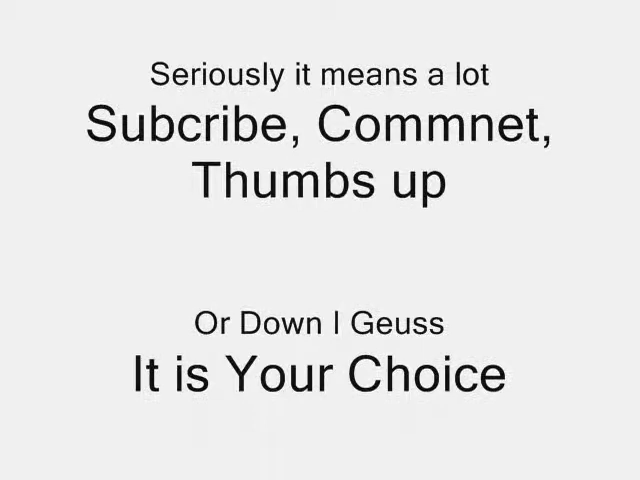 Seriously it means a lot
Subcribe, Commnet,
Thumbs up
Or Down I Geuss
It is Your Choice